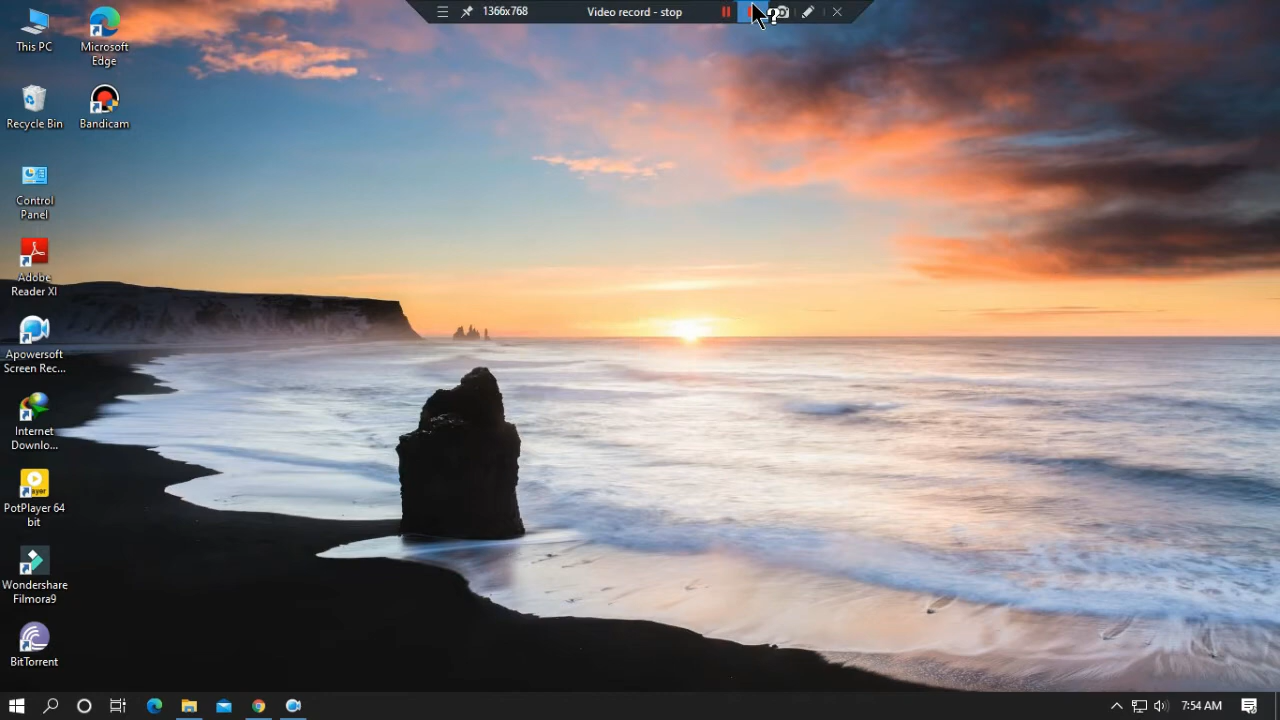 1366x768 Video record - stop
This PC
Microsoft
Edge
Recycle Bin
Bandicam
Control
Panel
Adobe
Reader XI
Apowersoft
Screen Rec...
Internet
Downlo...
PotPlayer 64
bit
Wondershare
Filmora9
BitTorrent
7:54 AM